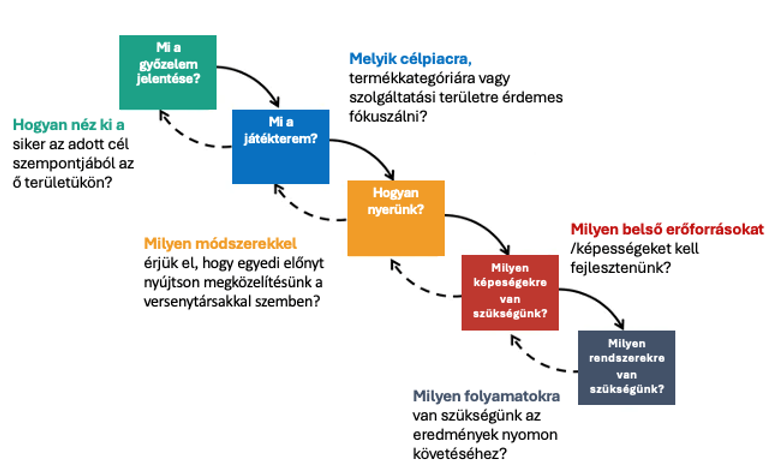 Mi a
győzelem
jelentése?
Melyik célpiacra,
termékkategóriára vagy
szolgáltatási területre érdemes
fókuszálni?
Hogyan néz ki a
siker az adott cél
szempontjából az
ő területükön?
Mi a
játékterem?
Hogyan
nyerünk?
Milyen módszerekkel
érjük el, hogy egyedi előnyt
nyújtson megközelítésünk a
versenytársakkal szemben?
Milyen belső erőforrásokat
/képességeket kell
fejlesztenünk?
Milyen
képeségekre
van
szükségünk?
Milyen
rendszerekre
van
szükségünk?
Milyen folyamatokra
van szükségünk az
eredmények nyomon
követéséhez?